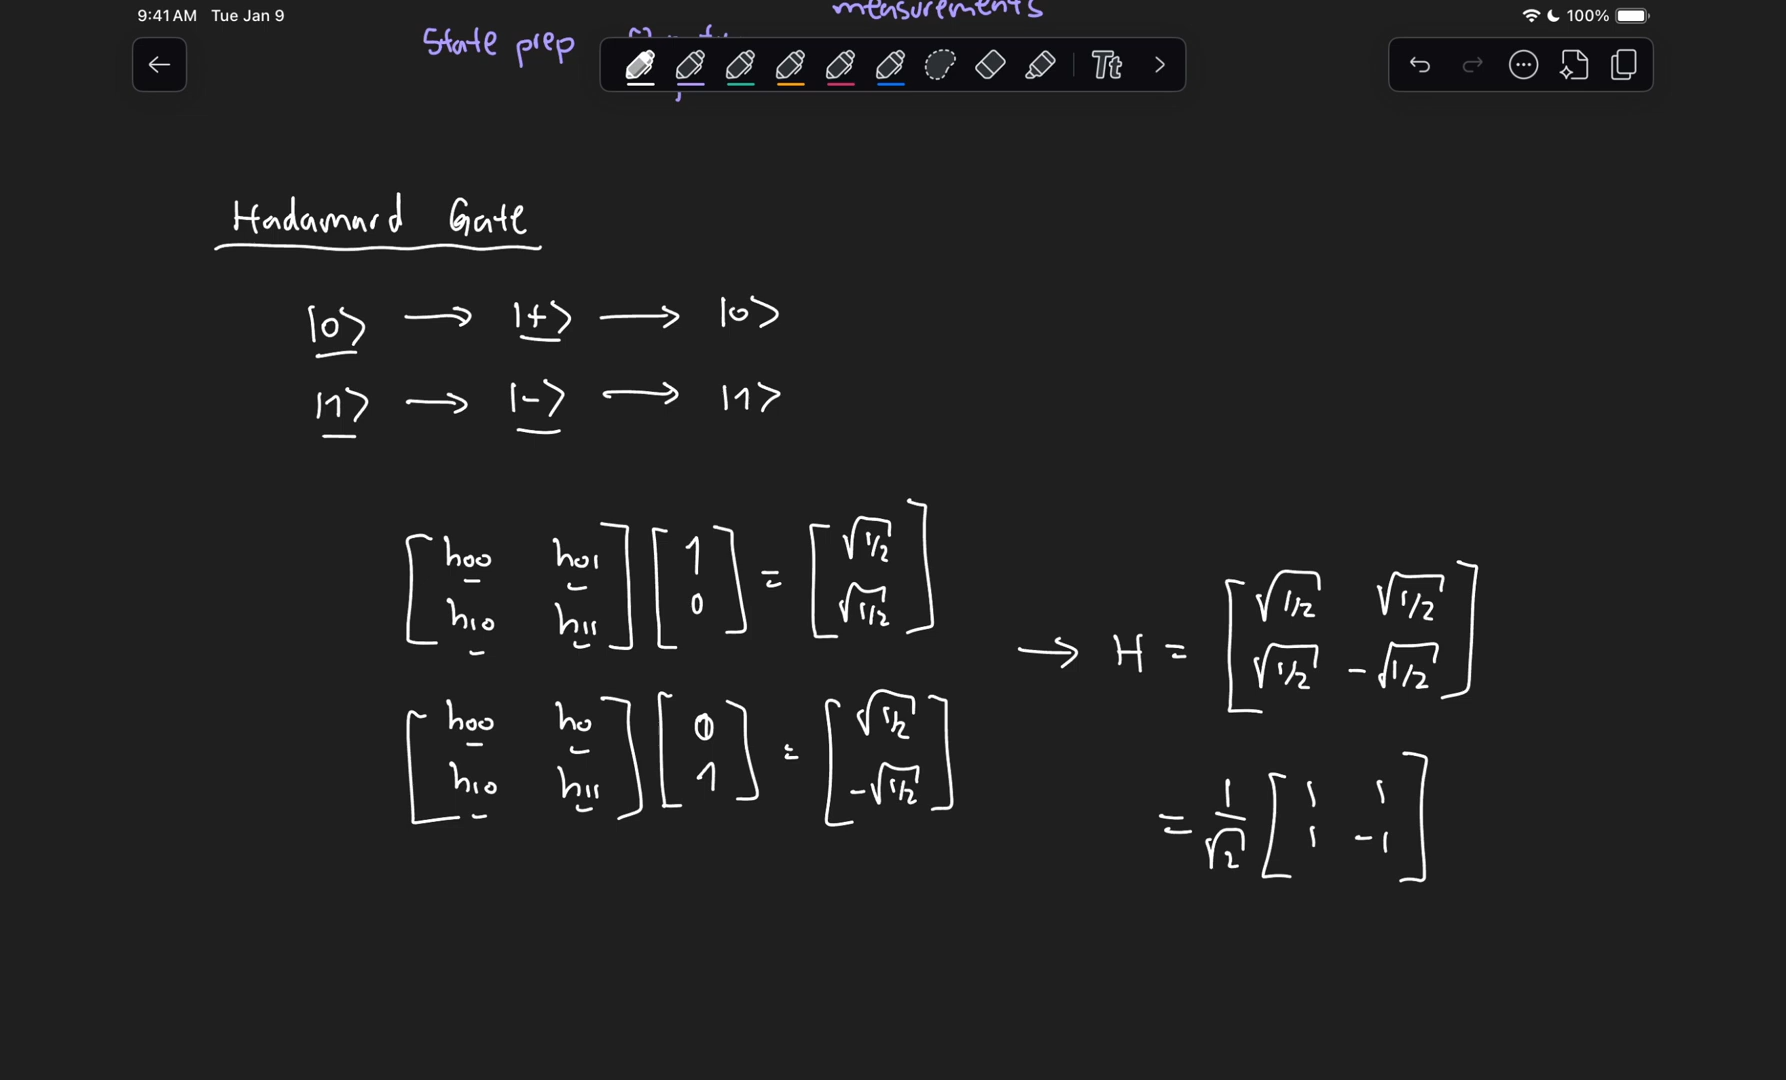 9:41 AM Tue Jan 9
100%
measurements
State prep
Tt
Hadamard Gate
|0⟩ → |+⟩ → |0⟩
|1⟩ → |-⟩ → |1⟩
[h00 h01; h10 h11] [1; 0] = [√1/2; √1/2]
[h00 h0; h10 h11] [0; 1] = [√1/2; -√1/2]
→ H = [√1/2 √1/2; √1/2 -√1/2]
= 1/√2 [1 1; 1 -1]